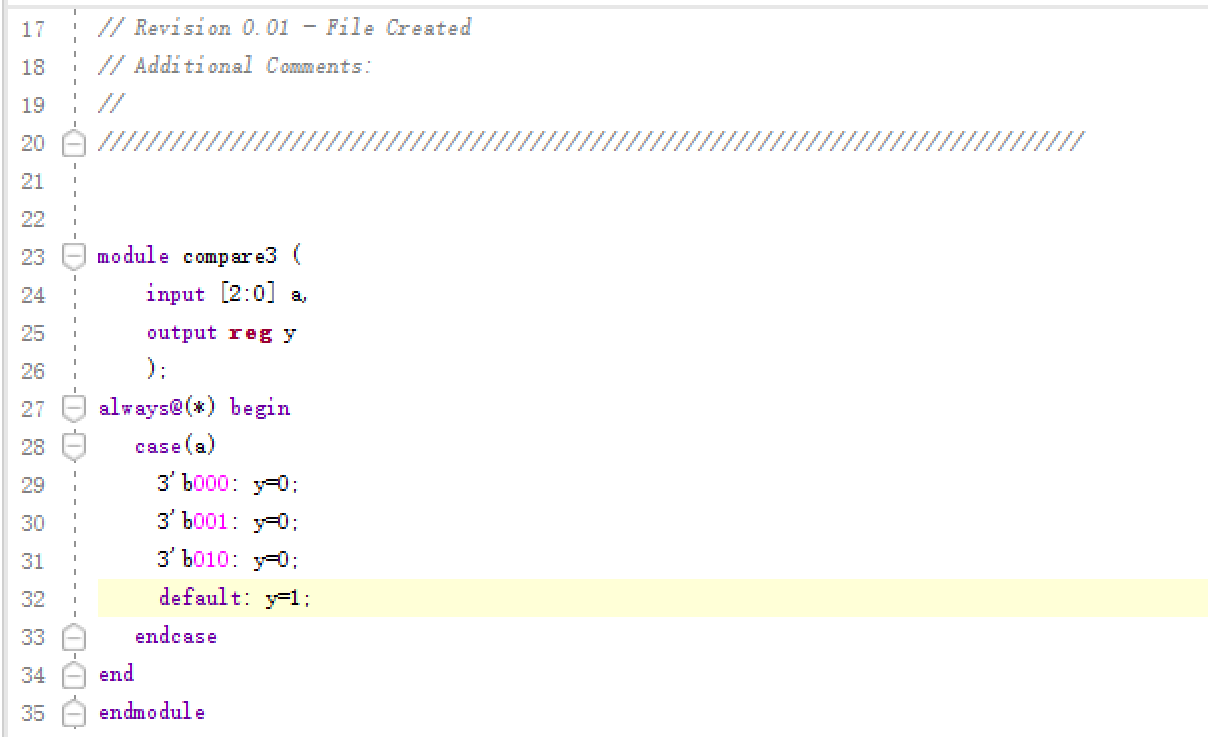 17 // Revision 0.01 - File Created
18 // Additional Comments:
19 //
20 //////////////////////////////////////////////////////////////////////////////////
21
22
23 module compare3 (
24     input [2:0] a,
25     output reg y
26     );
27 always@(*) begin
28    case(a)
29      3'b000: y=0;
30      3'b001: y=0;
31      3'b010: y=0;
32      default: y=1;
33    endcase
34 end
35 endmodule